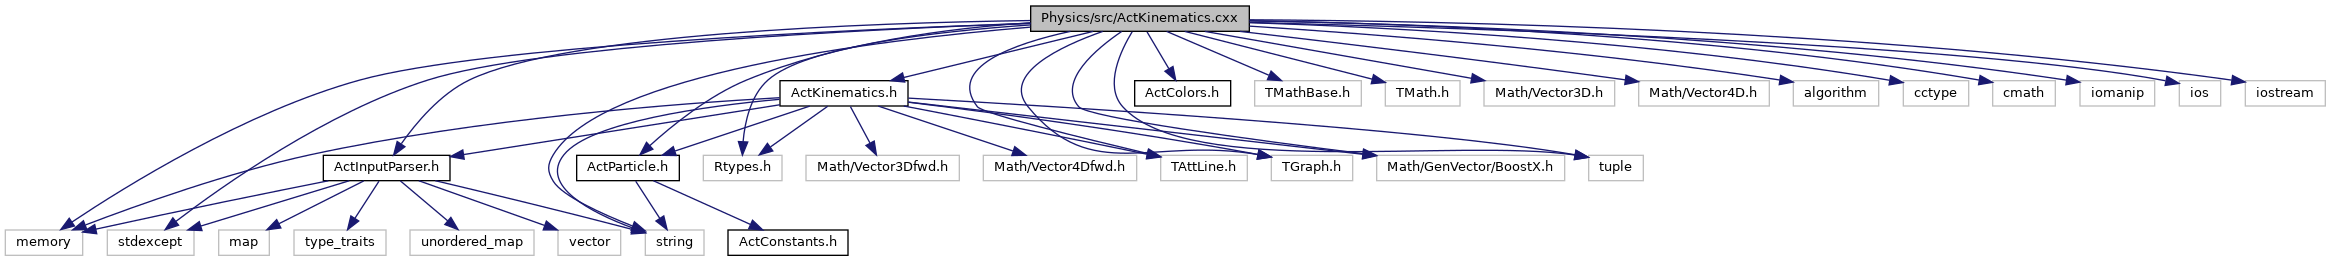 Physics/src/ActKinematics.cxx
ActKinematics.h
ActColors.h
TMathBase.h
TMath.h
Math/Vector3D.h
Math/Vector4D.h
algorithm
cctype
cmath
iomanip
ios
iostream
ActInputParser.h
ActParticle.h
Rtypes.h
Math/Vector3Dfwd.h
Math/Vector4Dfwd.h
TAttLine.h
TGraph.h
Math/GenVector/BoostX.h
tuple
memory
stdexcept
map
type_traits
unordered_map
vector
string
ActConstants.h